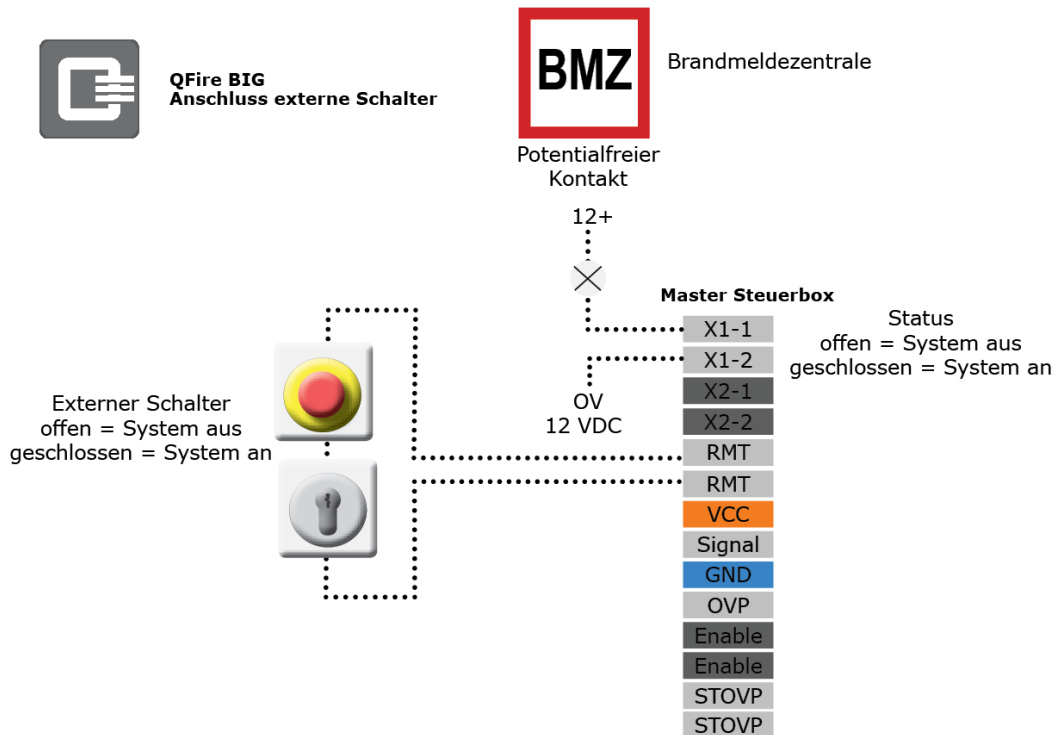 QFire BIG
Anschluss externe Schalter
BMZ
Brandmeldezentrale
Potentialfreier
Kontakt
12+
Master Steuerbox
X1-1
X1-2
X2-1
X2-2
RMT
RMT
VCC
Signal
GND
OVP
Enable
Enable
STOVP
STOVP
Status
offen = System aus
geschlossen = System an
OV
12 VDC
Externer Schalter
offen = System aus
geschlossen = System an